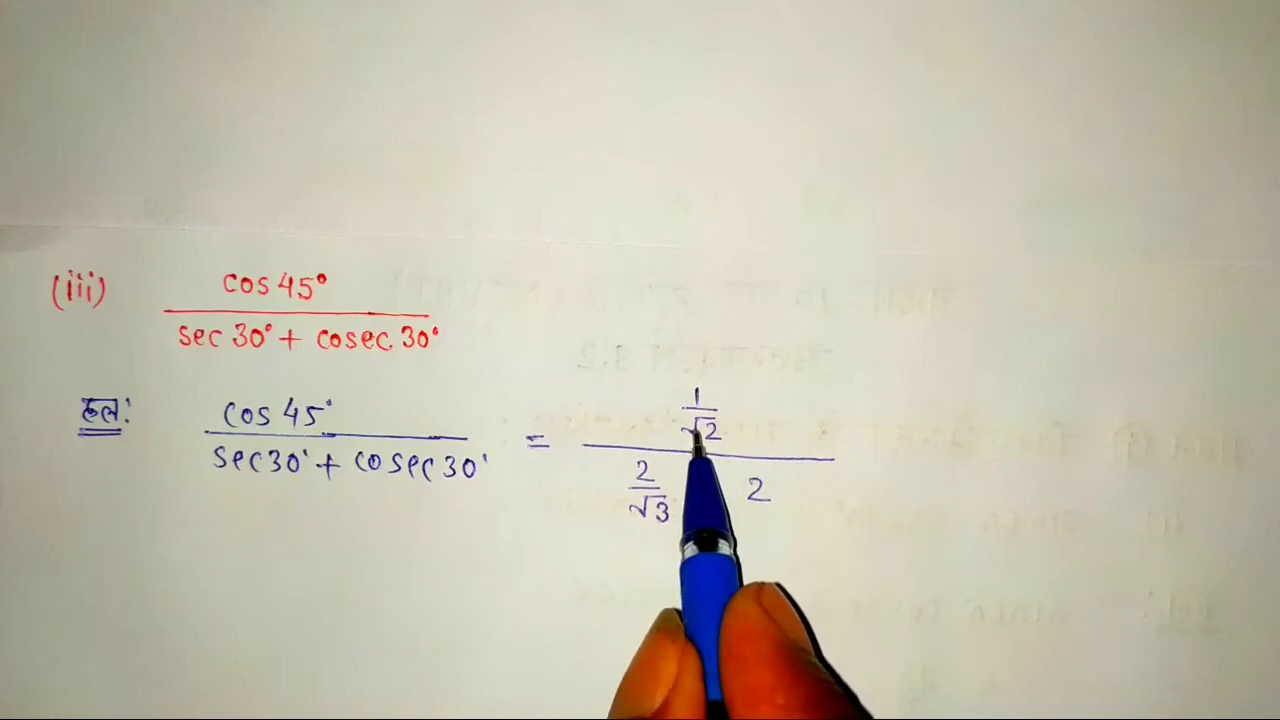 (iii) cos 45°
sec 30° + cosec 30°
हल: cos 45° = 1
√2
sec 30° + cosec 30° 2 2
√3